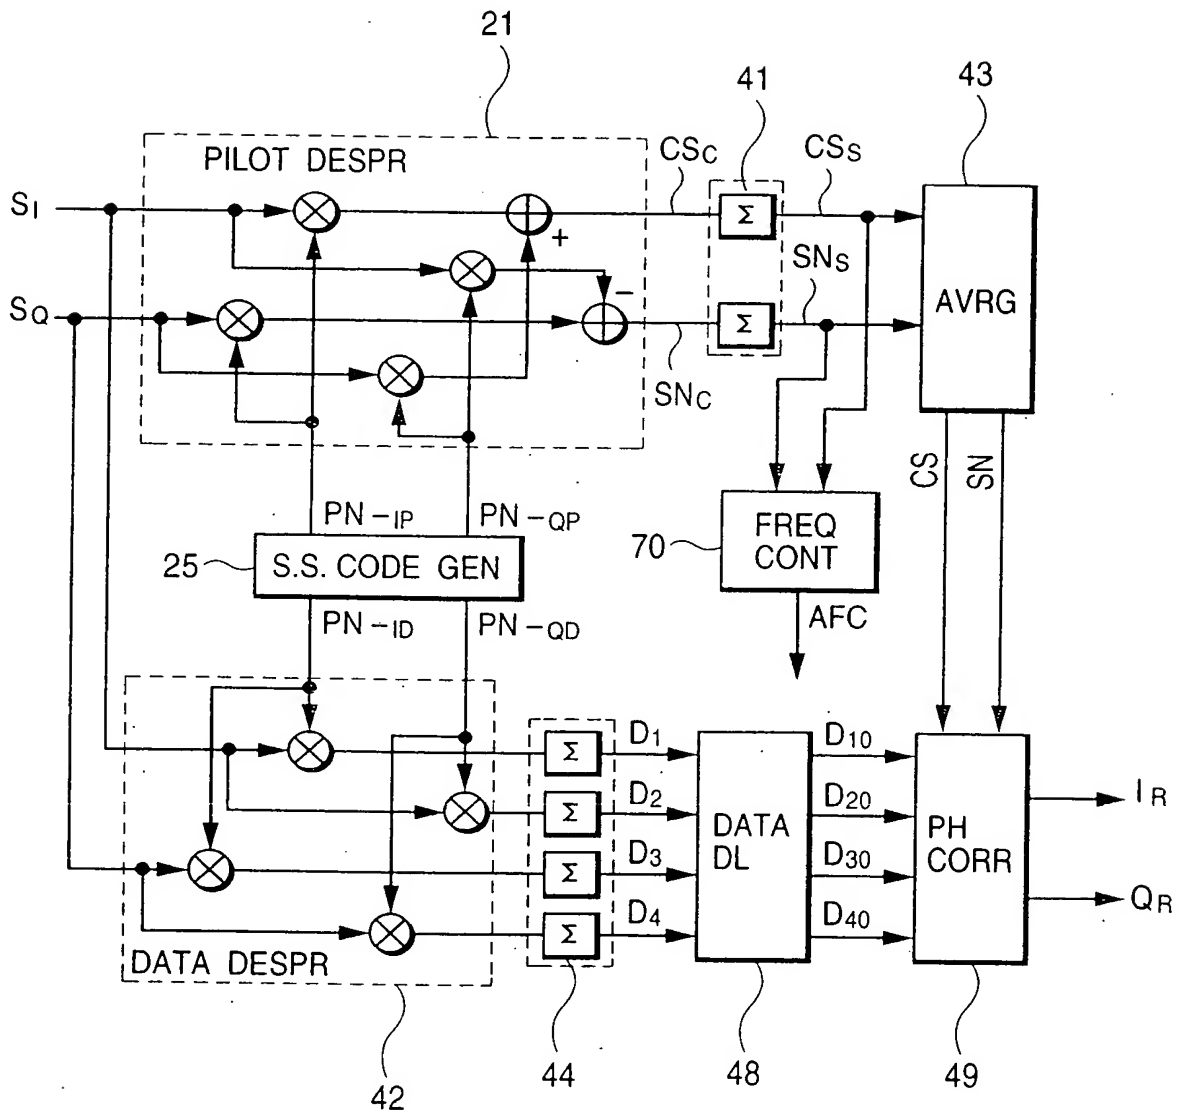 21
41
43
PILOT DESPR
CSC
CSS
SI
Σ
+
SNS
−
AVRG
SQ
Σ
SNC
CS
SN
PN-IP
PN-QP
FREQ
CONT
70
25
S.S. CODE GEN
PN-ID
PN-QD
AFC
D1
D10
Σ
IR
D2
D20
Σ
DATA
DL
PH
CORR
D3
D30
Σ
QR
D4
D40
Σ
DATA DESPR
42
44
48
49